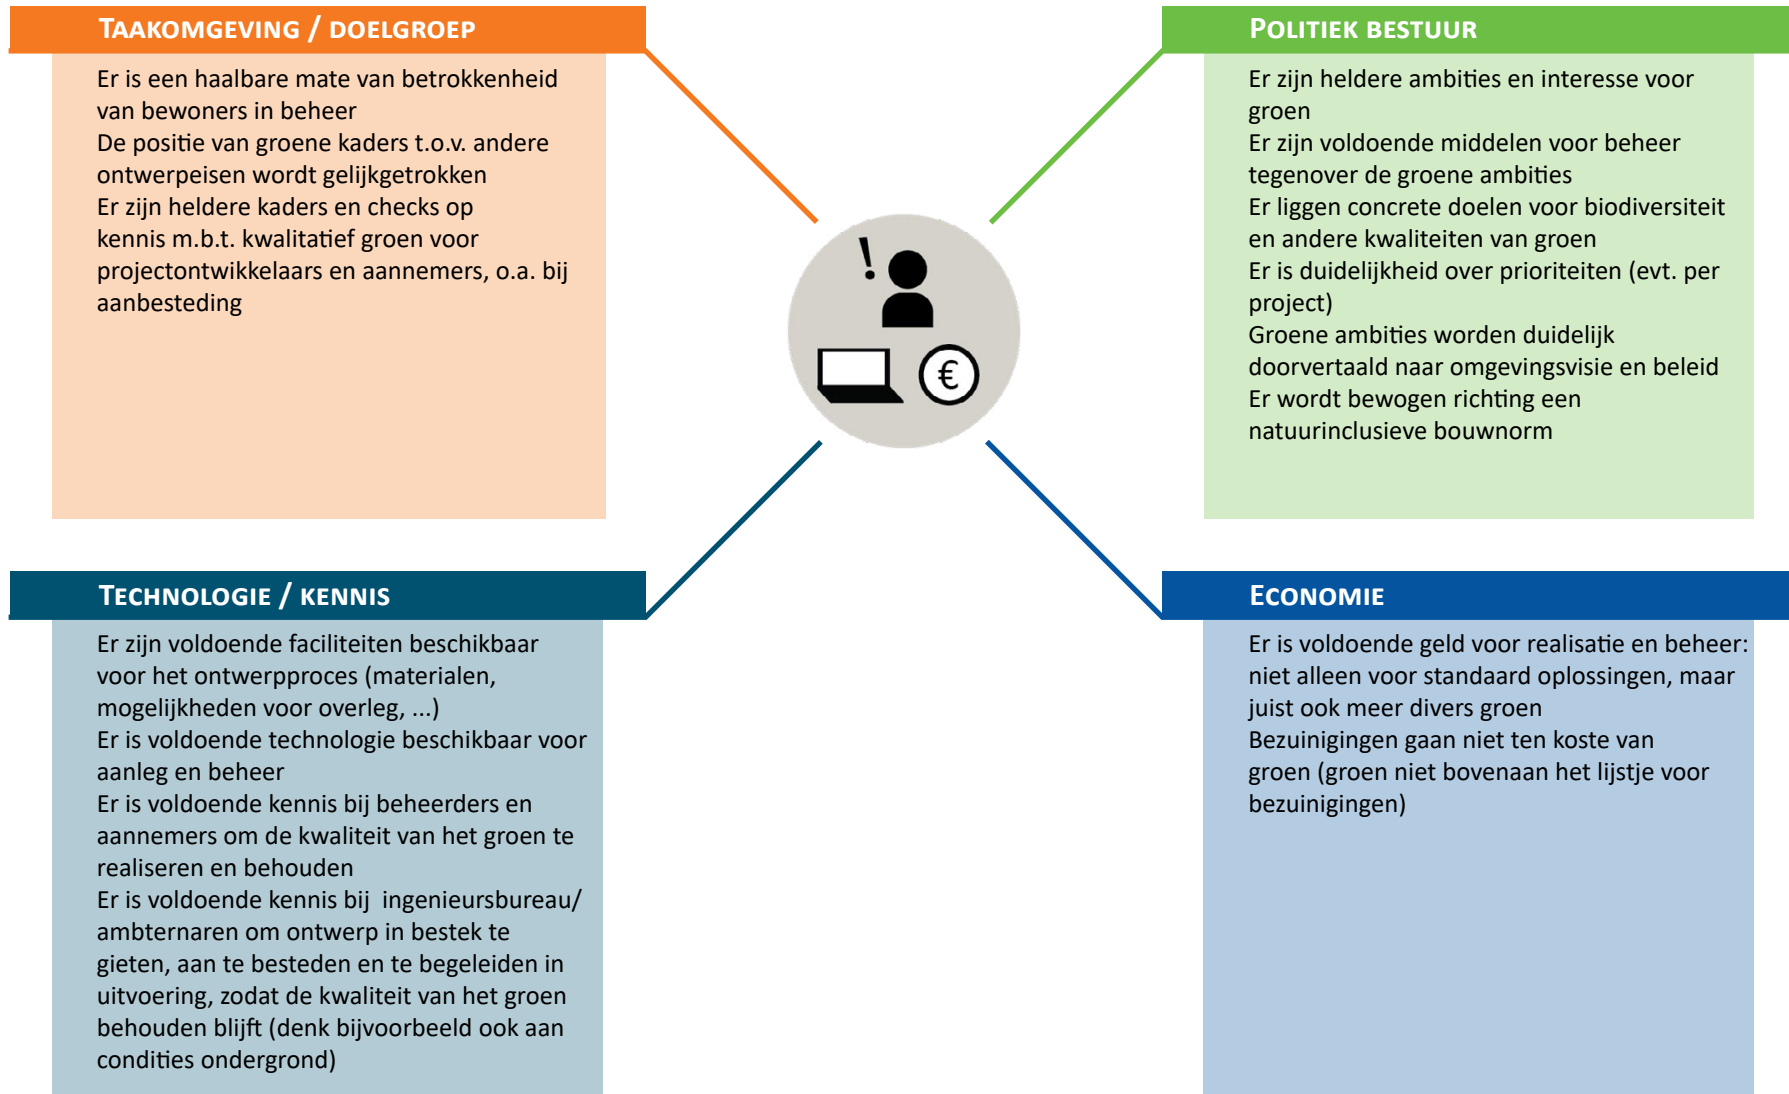 TAAKOMGEVING / DOELGROEP
Er is een haalbare mate van betrokkenheid
van bewoners in beheer
De positie van groene kaders t.o.v. andere
ontwerpeisen wordt gelijkgetrokken
Er zijn heldere kaders en checks op
kennis m.b.t. kwalitatief groen voor
projectontwikkelaars en aannemers, o.a. bij
aanbesteding
POLITIEK BESTUUR
Er zijn heldere ambities en interesse voor
groen
Er zijn voldoende middelen voor beheer
tegenover de groene ambities
Er liggen concrete doelen voor biodiversiteit
en andere kwaliteiten van groen
Er is duidelijkheid over prioriteiten (evt. per
project)
Groene ambities worden duidelijk
doorvertaald naar omgevingsvisie en beleid
Er wordt bewogen richting een
natuurinclusieve bouwnorm
!
€
TECHNOLOGIE / KENNIS
Er zijn voldoende faciliteiten beschikbaar
voor het ontwerpproces (materialen,
mogelijkheden voor overleg, ...)
Er is voldoende technologie beschikbaar voor
aanleg en beheer
Er is voldoende kennis bij beheerders en
aannemers om de kwaliteit van het groen te
realiseren en behouden
Er is voldoende kennis bij  ingenieursbureau/
ambternaren om ontwerp in bestek te
gieten, aan te besteden en te begeleiden in
uitvoering, zodat de kwaliteit van het groen
behouden blijft (denk bijvoorbeeld ook aan
condities ondergrond)
ECONOMIE
Er is voldoende geld voor realisatie en beheer:
niet alleen voor standaard oplossingen, maar
juist ook meer divers groen
Bezuinigingen gaan niet ten koste van
groen (groen niet bovenaan het lijstje voor
bezuinigingen)